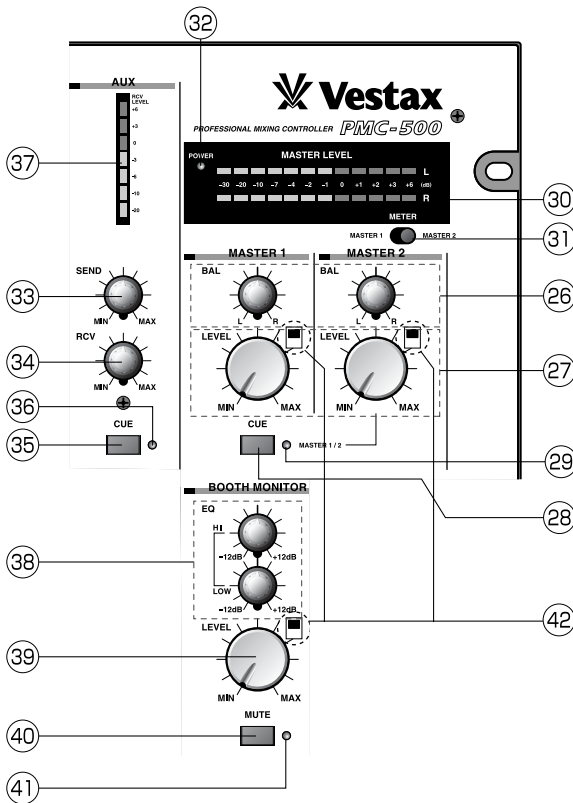 32
AUX
RCV LEVEL
+6
+3
0
-3
-6
-10
-20
37
Vestax
PROFESSIONAL MIXING CONTROLLER PMC-500
POWER MASTER LEVEL
L
-30 -20 -10 -7 -4 -2 -1 0 +1 +2 +3 +6 (dB)
R
30
METER
MASTER 1 MASTER 2
31
MASTER 1 MASTER 2
SEND
MIN MAX
33
BAL
L R
BAL
L R
26
RCV
MIN MAX
34
LEVEL
MIN MAX
LEVEL
MIN MAX
27
36
CUE
35
CUE
MASTER 1 / 2
29
28
BOOTH MONITOR
EQ
HI
-12dB +12dB
LOW
-12dB +12dB
38
42
LEVEL
MIN MAX
39
MUTE
40
41